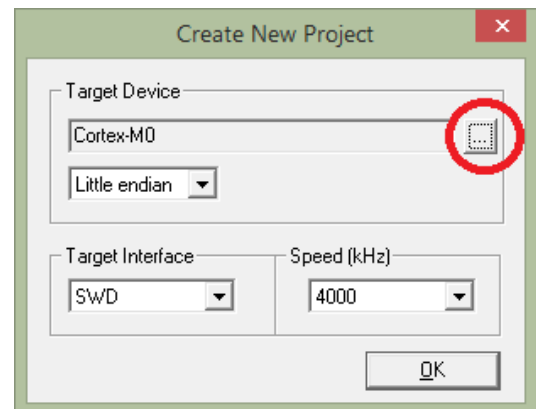 Create New Project
Target Device
Cortex-M0
...
Little endian
Target Interface
Speed (kHz)
SWD
4000
OK